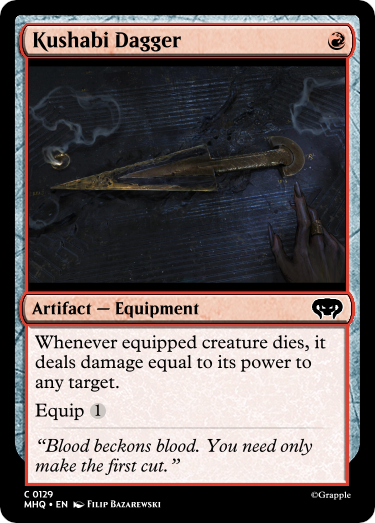 Kushabi Dagger
Artifact — Equipment
Whenever equipped creature dies, it
deals damage equal to its power to
any target.
Equip 1
“Blood beckons blood. You need only
make the first cut.”
C 0129
MHQ • EN Filip Bazarewski
©Grapple